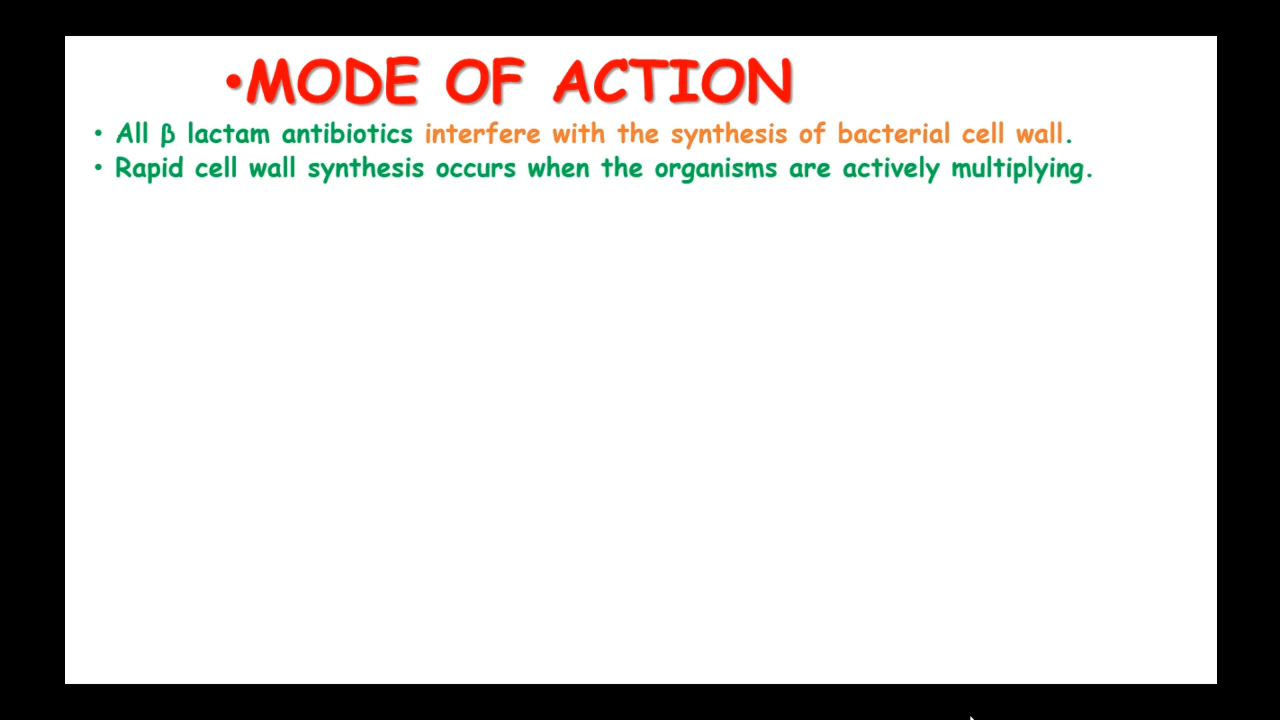 •MODE OF ACTION
• All β lactam antibiotics interfere with the synthesis of bacterial cell wall.
• Rapid cell wall synthesis occurs when the organisms are actively multiplying.